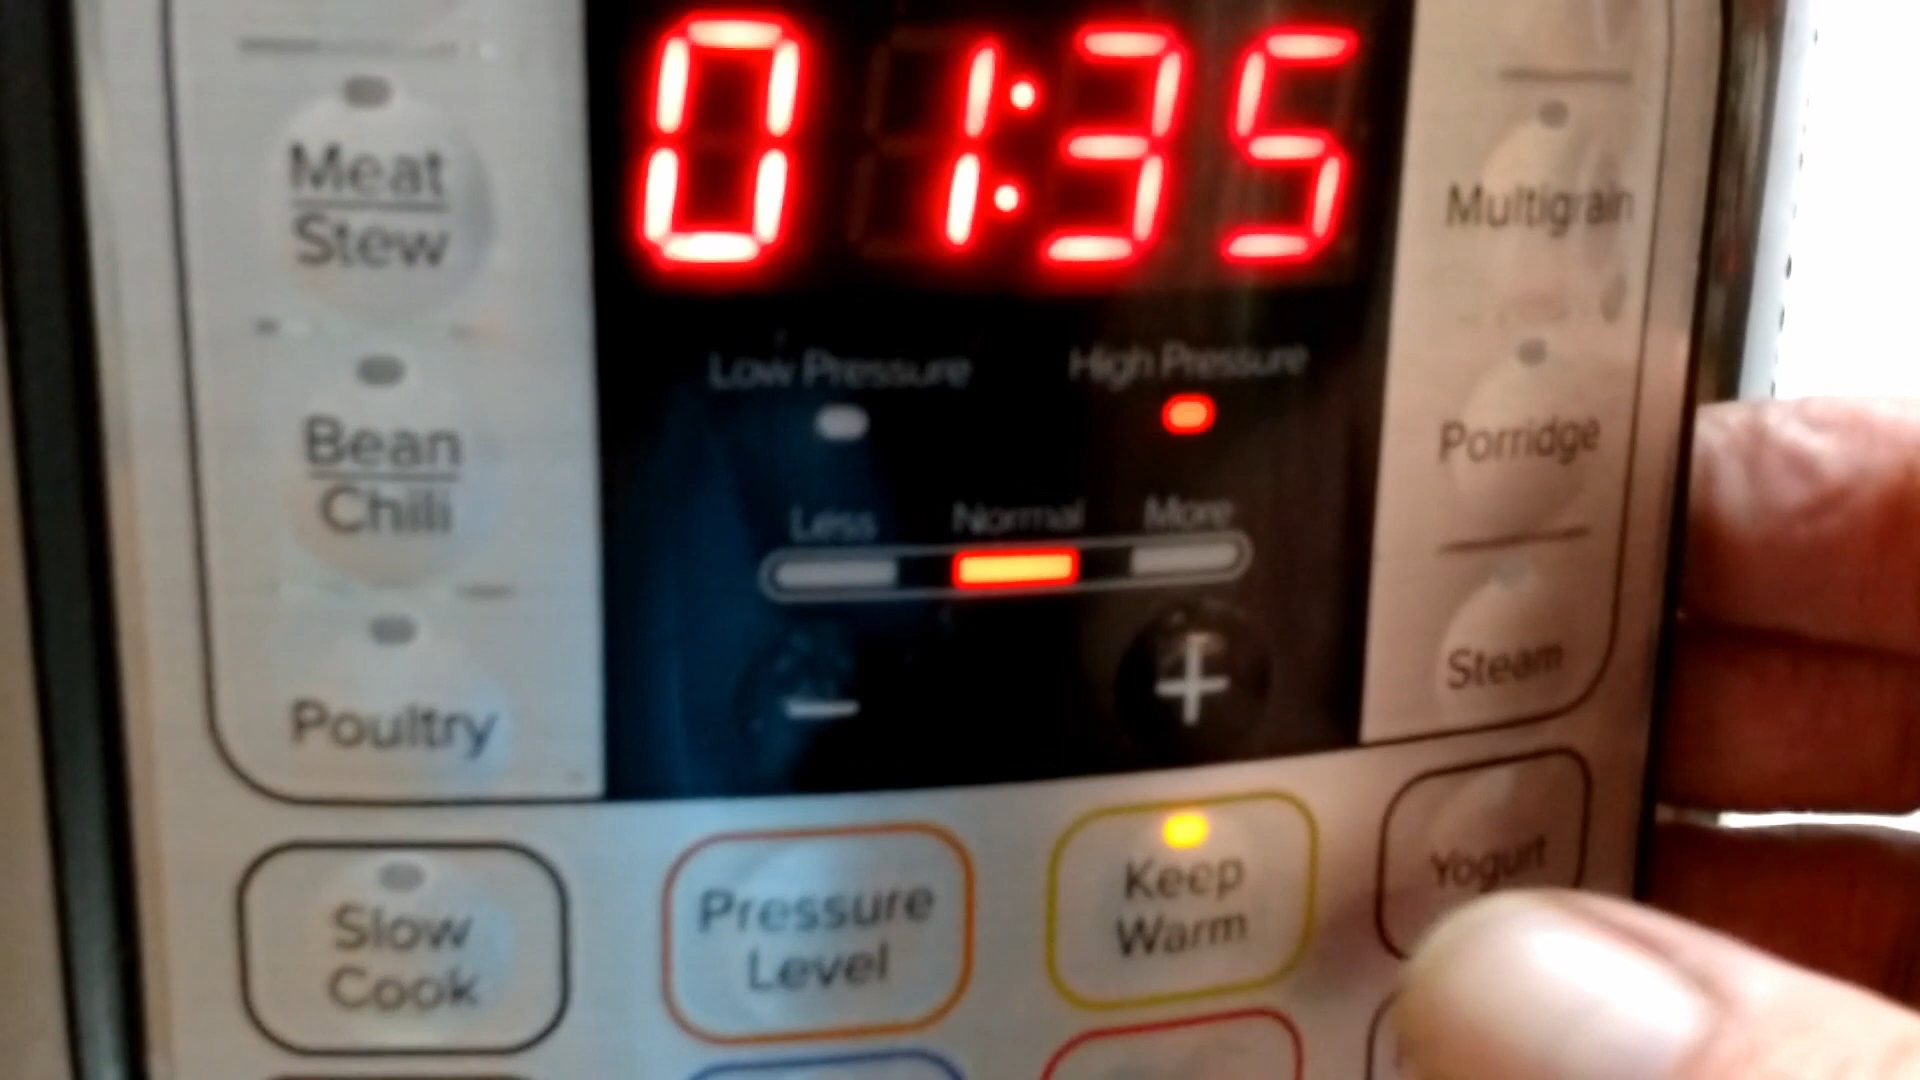 01:35
Meat
Stew
Multigrain
Low Pressure
High Pressure
Bean
Chili
Porridge
Less
Normal
More
Steam
−
+
Poultry
Slow
Cook
Pressure
Level
Keep
Warm
Yogurt